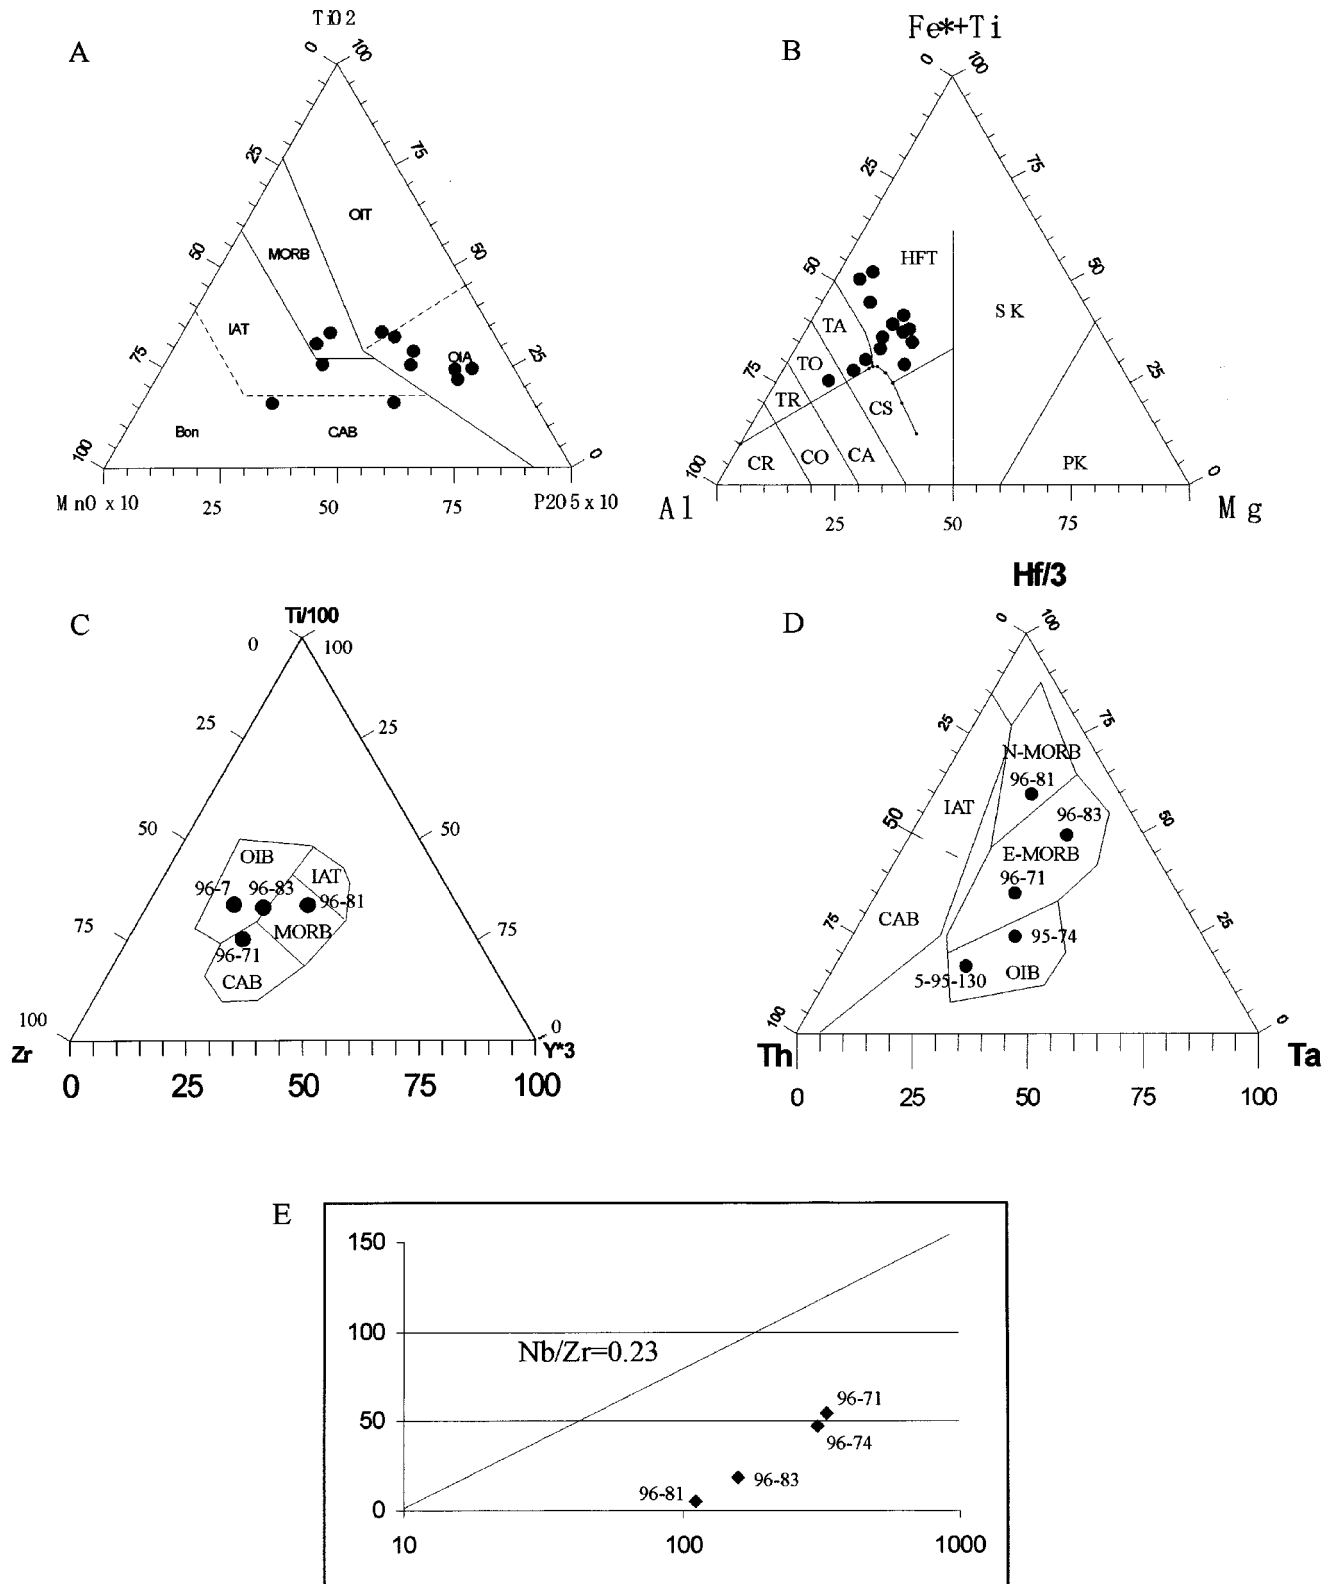 A
TiO2
0 100
25 75
50 50
75 25
100 0
OIT
MORB
IAT
OIA
Bon
CAB
MnO x 10
25 50 75
P2O5 x 10
B
Fe*+Ti
0 100
25 75
50 50
75 25
100 0
HFT
SK
TA
TO
TR
CS
CR CO CA
PK
Al
25 50 75
Mg
C
Ti/100
0 100
25 25
50 50
75 75
100 0
OIB
IAT
96-7 96-83 96-81
MORB
96-71
CAB
Zr
Y*3
0 25 50 75 100
D
Hf/3
0 100
25 75
50 50
75 25
100 0
N-MORB
96-81
IAT
96-83
E-MORB
96-71
CAB
95-74
5-95-130 OIB
Th
Ta
0 25 50 75 100
E
150
100
Nb/Zr=0.23
96-71
50
96-74
96-83
96-81
0
10 100 1000